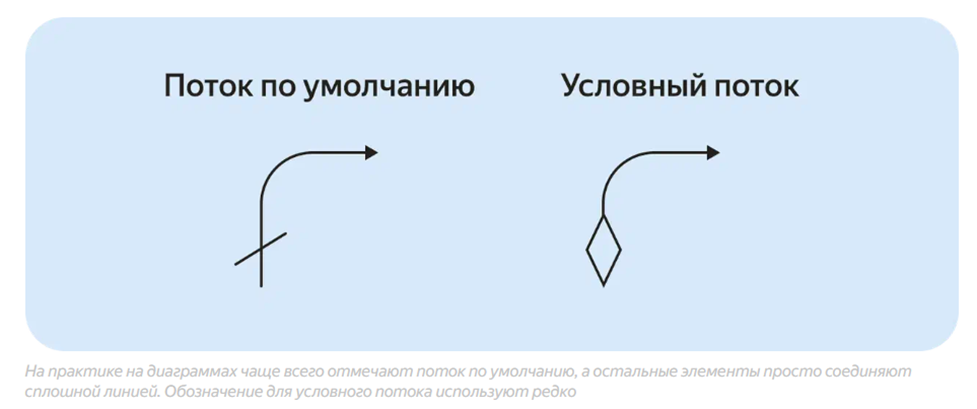 Поток по умолчанию
Условный поток
На практике на диаграммах чаще всего отмечают поток по умолчанию, а остальные элементы просто соединяют
сплошной линией. Обозначение для условного потока используют редко